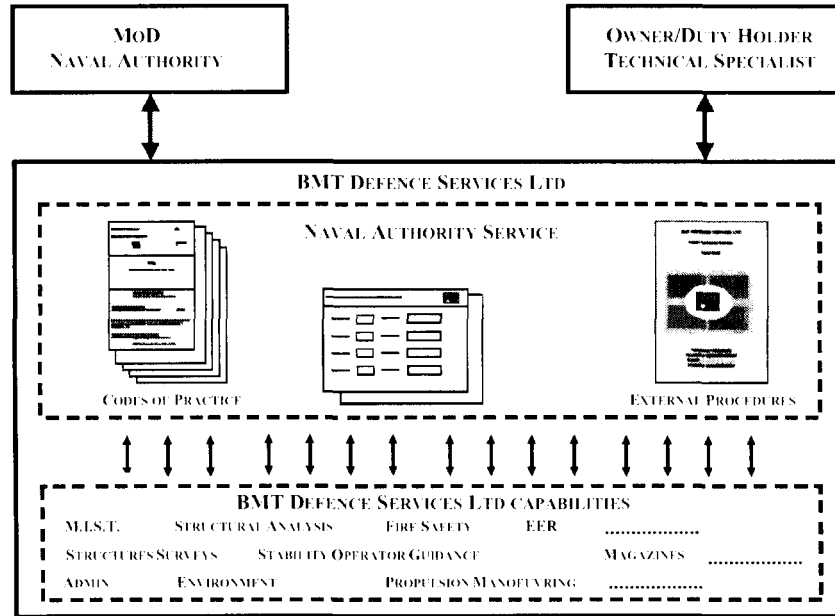 MOD
NAVAL AUTHORITY
OWNER/DUTY HOLDER
TECHNICAL SPECIALIST
BMT DEFENCE SERVICES LTD
NAVAL AUTHORITY SERVICE
CODES OF PRACTICE
EXTERNAL PROCEDURES
BMT DEFENCE SERVICES LTD CAPABILITIES
M.I.S.T. STRUCTURAL ANALYSIS FIRE SAFETY EER ....................
STRUCTURES SURVEYS STABILITY OPERATOR GUIDANCE MAGAZINES ....................
ADMIN ENVIRONMENT PROPULSION MANOEUVRING ....................